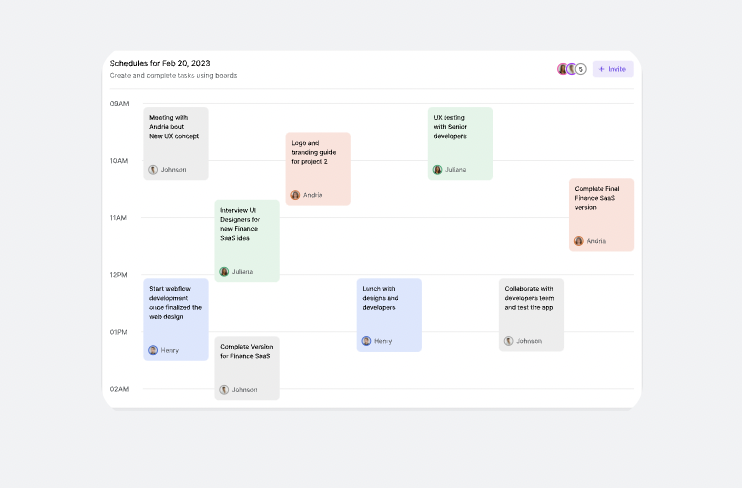 Schedules for Feb 20, 2023
Create and complete tasks using boards
5
+ Invite
09AM
Meeting with
Andria bout
New UX concept
Johnson
UX testing
with Senior
developers
Juliana
Logo and
branding guide
for project 2
Andria
10AM
Complete Final
Finance SaaS
version
Andria
Interview UI
Designers for
new Finance
SaaS idea
Juliana
11AM
12PM
Start webflow
development
once finalized the
web design
Henry
Lunch with
designs and
developers
Henry
Collaborate with
developers team
and test the app
Johnson
01PM
Complete Version
for Finance SaaS
Johnson
02AM